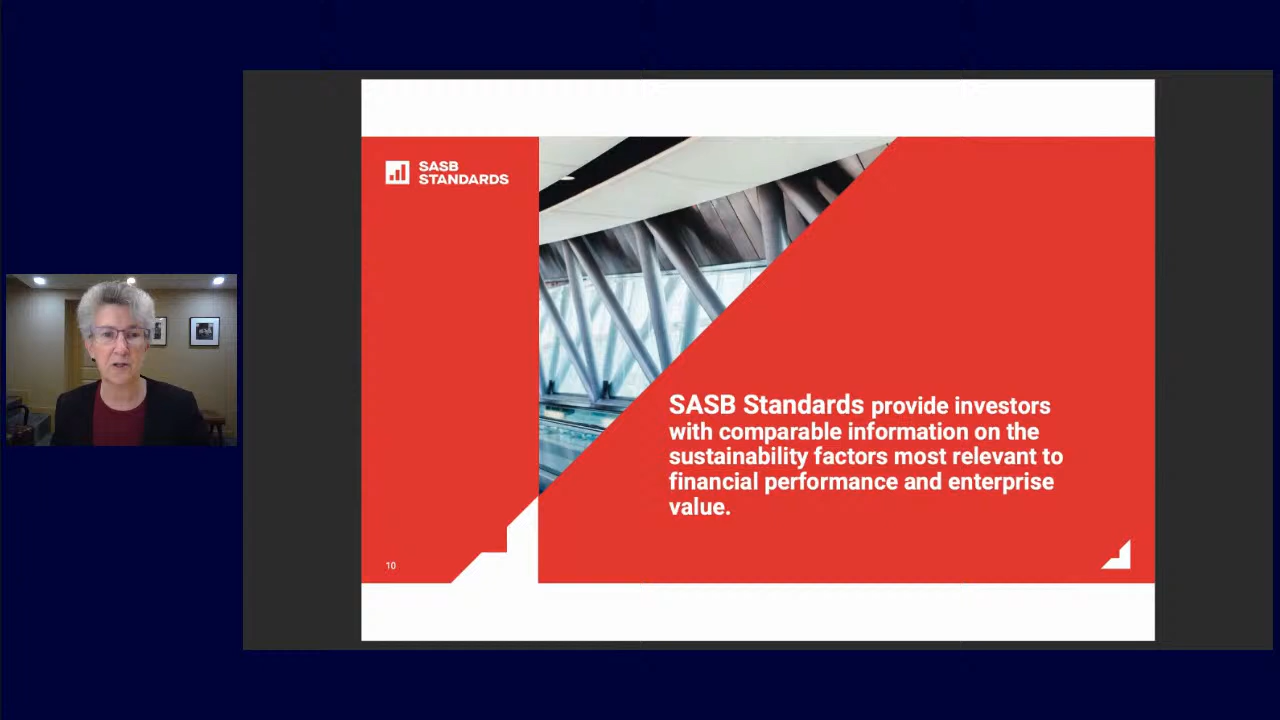 SASB
STANDARDS
SASB Standards provide investors
with comparable information on the
sustainability factors most relevant to
financial performance and enterprise
value.
10